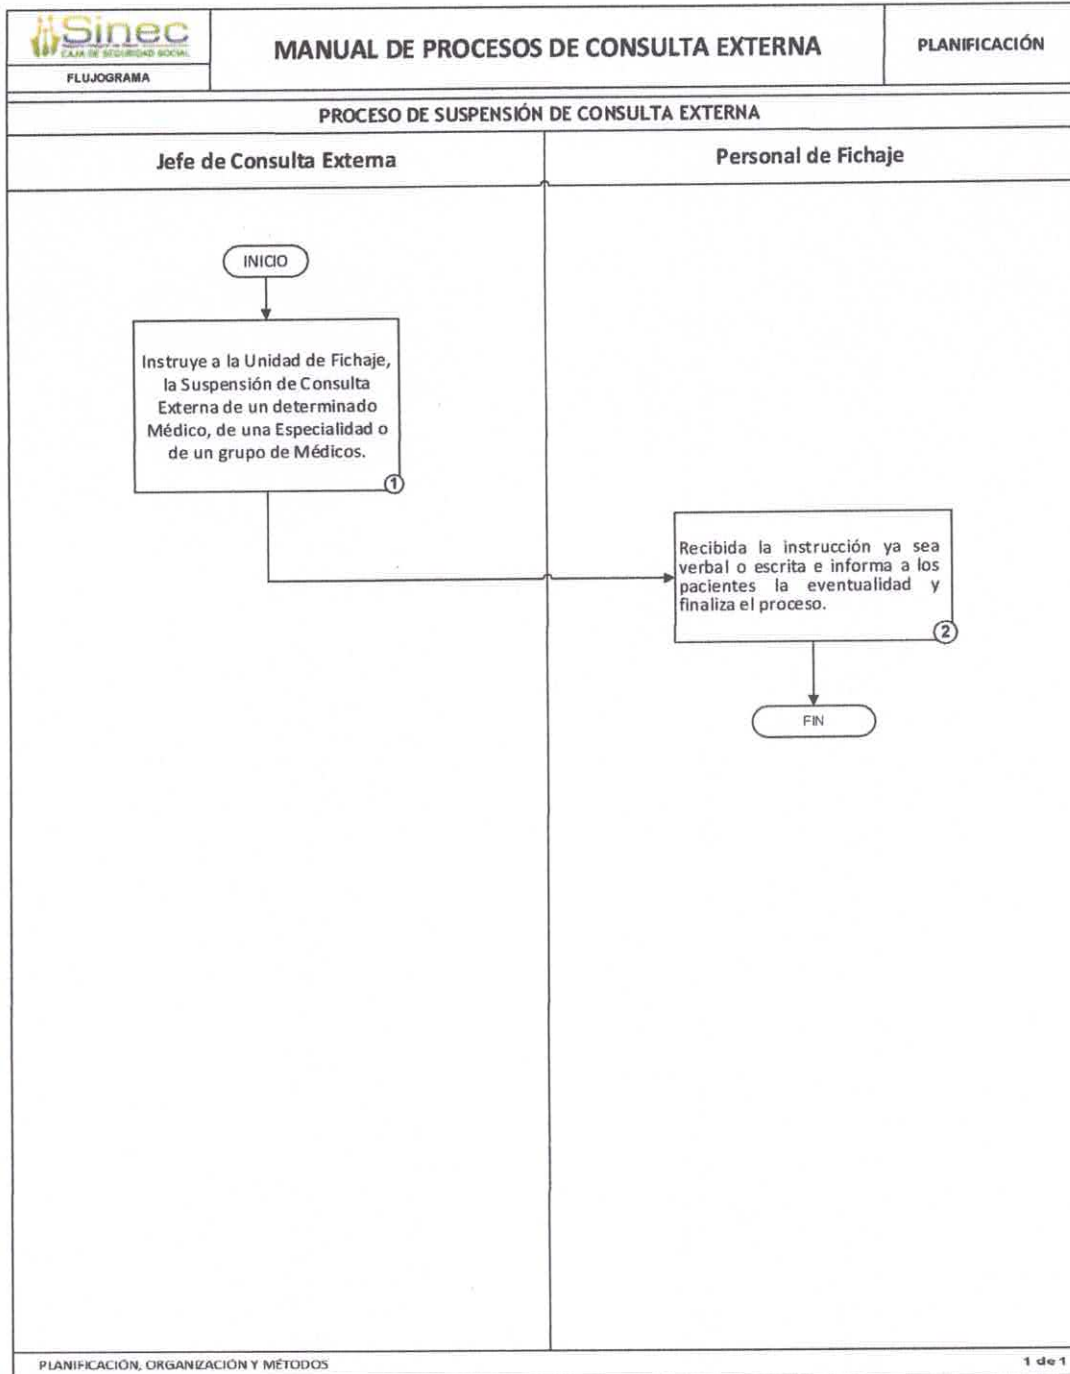 Sinec
CAJA DE SEGURIDAD SOCIAL
FLUJOGRAMA
MANUAL DE PROCESOS DE CONSULTA EXTERNA
PLANIFICACIÓN
PROCESO DE SUSPENSIÓN DE CONSULTA EXTERNA
Jefe de Consulta Externa
Personal de Fichaje
INICIO
Instruye a la Unidad de Fichaje,
la Suspensión de Consulta
Externa de un determinado
Médico, de una Especialidad o
de un grupo de Médicos.
1
Recibida la instrucción ya sea
verbal o escrita e informa a los
pacientes la eventualidad y
finaliza el proceso.
2
FIN
PLANIFICACIÓN, ORGANIZACIÓN Y MÉTODOS
1 de 1